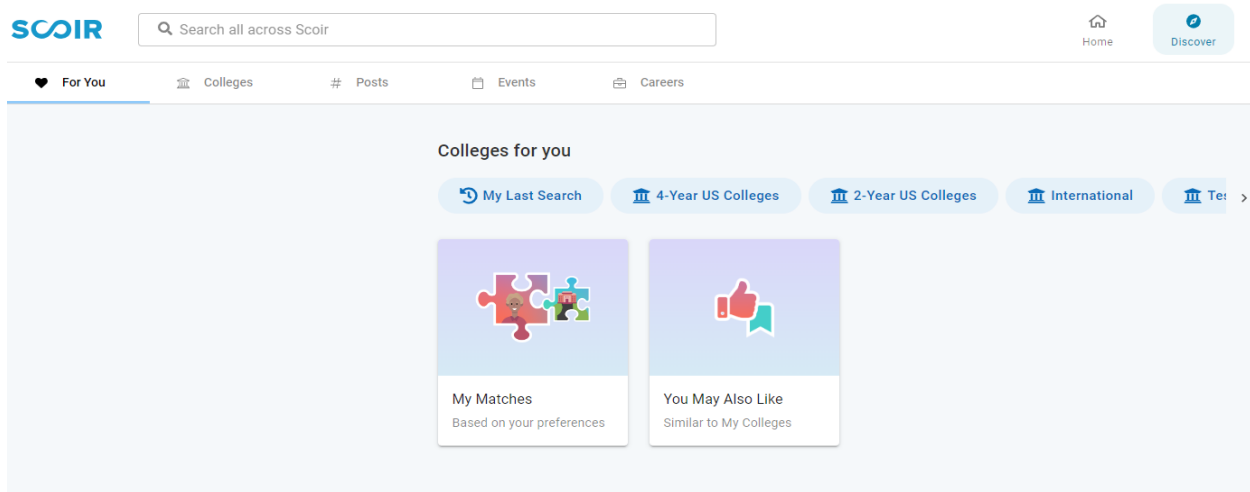 SCOIR
Search all across Scoir
Home
Discover
For You
Colleges
# Posts
Events
Careers
Colleges for you
My Last Search
4-Year US Colleges
2-Year US Colleges
International
My Matches
Based on your preferences
You May Also Like
Similar to My Colleges